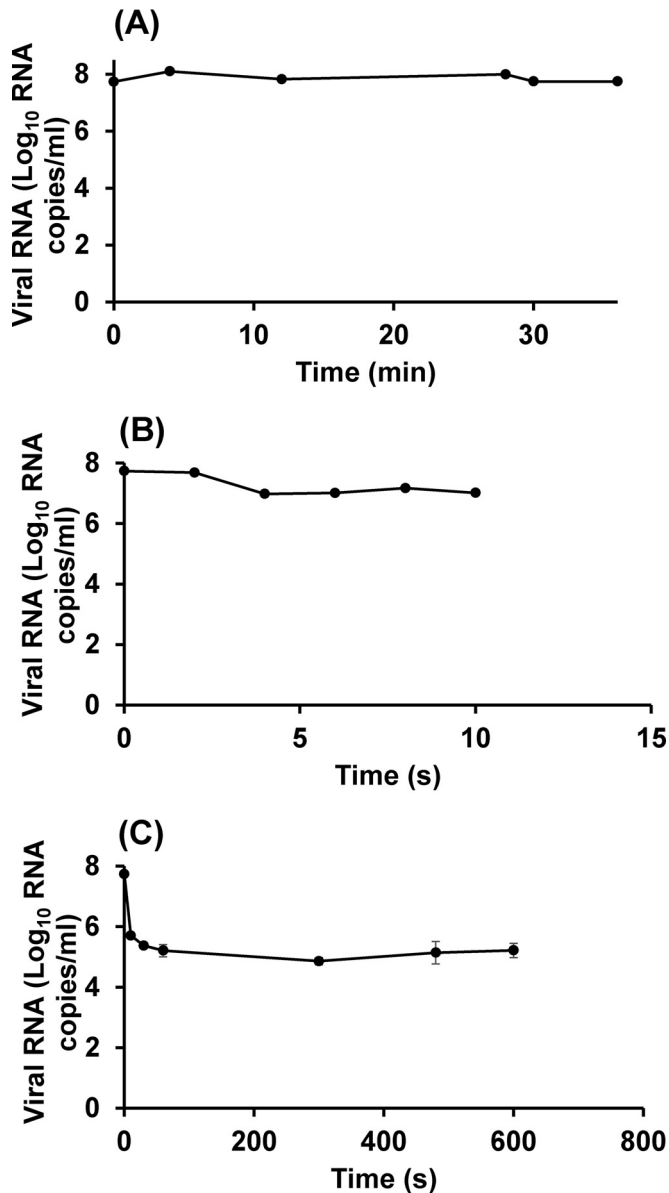 (A)
Viral RNA (Log₁₀ RNA
copies/ml)
8
6
4
2
0
0 10 20 30
Time (min)
(B)
Viral RNA (Log₁₀ RNA
copies/ml)
8
6
4
2
0
0 5 10 15
Time (s)
(C)
Viral RNA (Log₁₀ RNA
copies/ml)
8
6
4
2
0
0 200 400 600 800
Time (s)